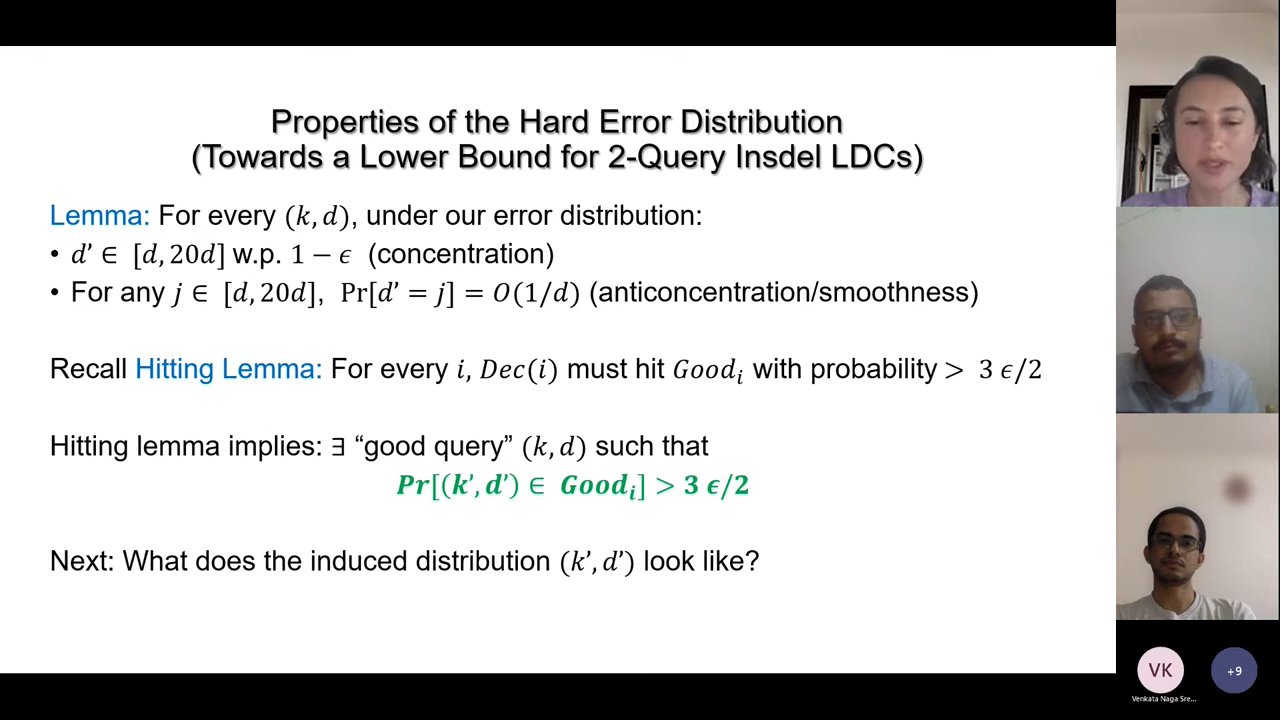 Properties of the Hard Error Distribution
(Towards a Lower Bound for 2-Query Insdel LDCs)
Lemma: For every (k, d), under our error distribution:
• d’ ∈ [d, 20d] w.p. 1 − ϵ (concentration)
• For any j ∈ [d, 20d], Pr[d’ = j] = O(1/d) (anticoncentration/smoothness)
Recall Hitting Lemma: For every i, Dec(i) must hit Good_i with probability > 3 ϵ/2
Hitting lemma implies: ∃ “good query” (k, d) such that
Pr[(k’, d’) ∈ Good_i] > 3 ϵ/2
Next: What does the induced distribution (k’, d’) look like?
VK
+9
Venkata Naga Sre...